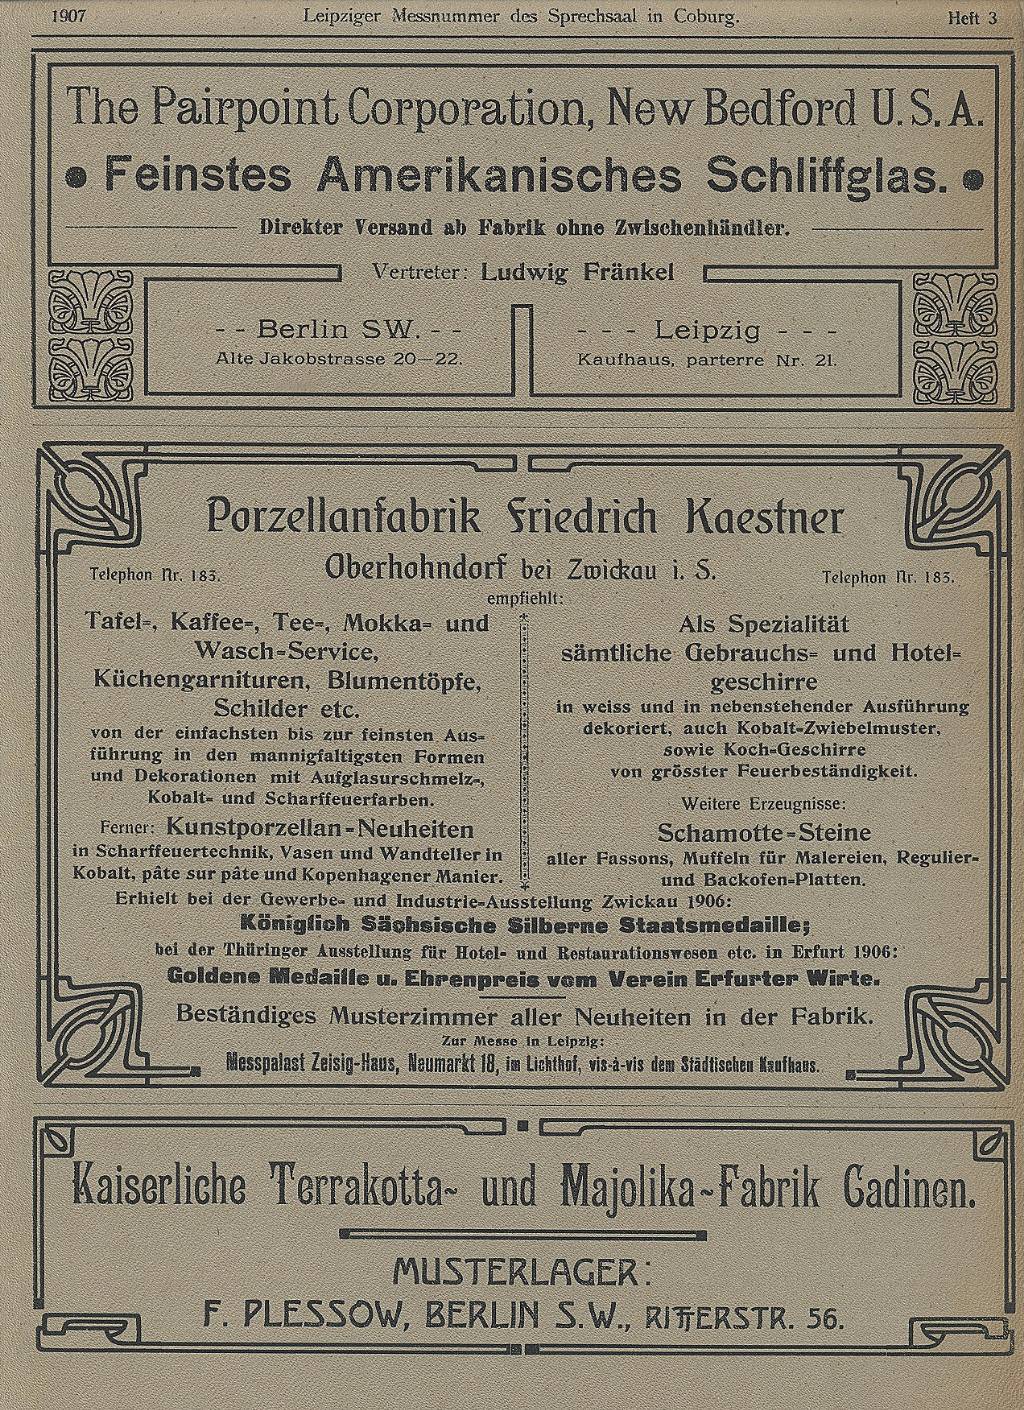 1907 Leipziger Messnummer des Sprechsaal in Coburg. Heft 3
The Pairpoint Corporation, New Bedford U. S. A.
• Feinstes Amerikanisches Schliffglas. •
Direkter Versand ab Fabrik ohne Zwischenhändler.
Vertreter: Ludwig Fränkel
- - Berlin SW. - -
Alte Jakobstrasse 20—22.
- - - Leipzig - - -
Kaufhaus, parterre Nr. 21.
Porzellanfabrik Friedrich Kaestner
Oberhohndorf bei Zwickau i. S.
Telephon Nr. 183.
Telephon Nr. 183.
empfiehlt:
Tafel-, Kaffee-, Tee-, Mokka- und
Wasch-Service,
Küchengarnituren, Blumentöpfe,
Schilder etc.
von der einfachsten bis zur feinsten Aus-
führung in den mannigfaltigsten Formen
und Dekorationen mit Aufglasurschmelz-,
Kobalt- und Scharffeuerfarben.
Ferner: Kunstporzellan-Neuheiten
in Scharffeuertechnik, Vasen und Wandteller in
Kobalt, pâte sur pâte und Kopenhagener Manier.
Als Spezialität
sämtliche Gebrauchs- und Hotel-
geschirre
in weiss und in nebenstehender Ausführung
dekoriert, auch Kobalt-Zwiebelmuster,
sowie Koch-Geschirre
von grösster Feuerbeständigkeit.
Weitere Erzeugnisse:
Schamotte-Steine
aller Fassons, Muffeln für Malereien, Regulier-
und Backofen-Platten.
Erhielt bei der Gewerbe- und Industrie-Ausstellung Zwickau 1906:
Königlich Sächsische Silberne Staatsmedaille;
bei der Thüringer Ausstellung für Hotel- und Restaurationswesen etc. in Erfurt 1906:
Goldene Medaille u. Ehrenpreis vom Verein Erfurter Wirte.
Beständiges Musterzimmer aller Neuheiten in der Fabrik.
Zur Messe in Leipzig:
Messpalast Zeisig-Haus, Neumarkt 18, im Lichthof, vis-à-vis dem Städtischen Kaufhaus.
Kaiserliche Terrakotta- und Majolika-Fabrik Cadinen.
MUSTERLAGER:
F. PLESSOW, BERLIN S.W., RITTERSTR. 56.